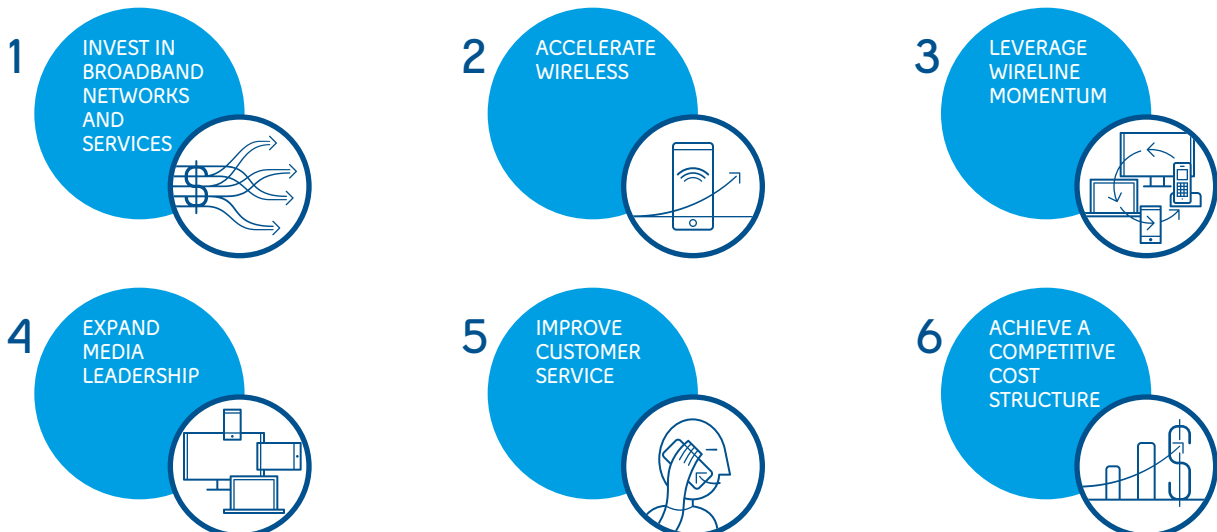 1
INVEST IN
BROADBAND
NETWORKS
AND
SERVICES
2
ACCELERATE
WIRELESS
3
LEVERAGE
WIRELINE
MOMENTUM
4
EXPAND
MEDIA
LEADERSHIP
5
IMPROVE
CUSTOMER
SERVICE
6
ACHIEVE A
COMPETITIVE
COST
STRUCTURE